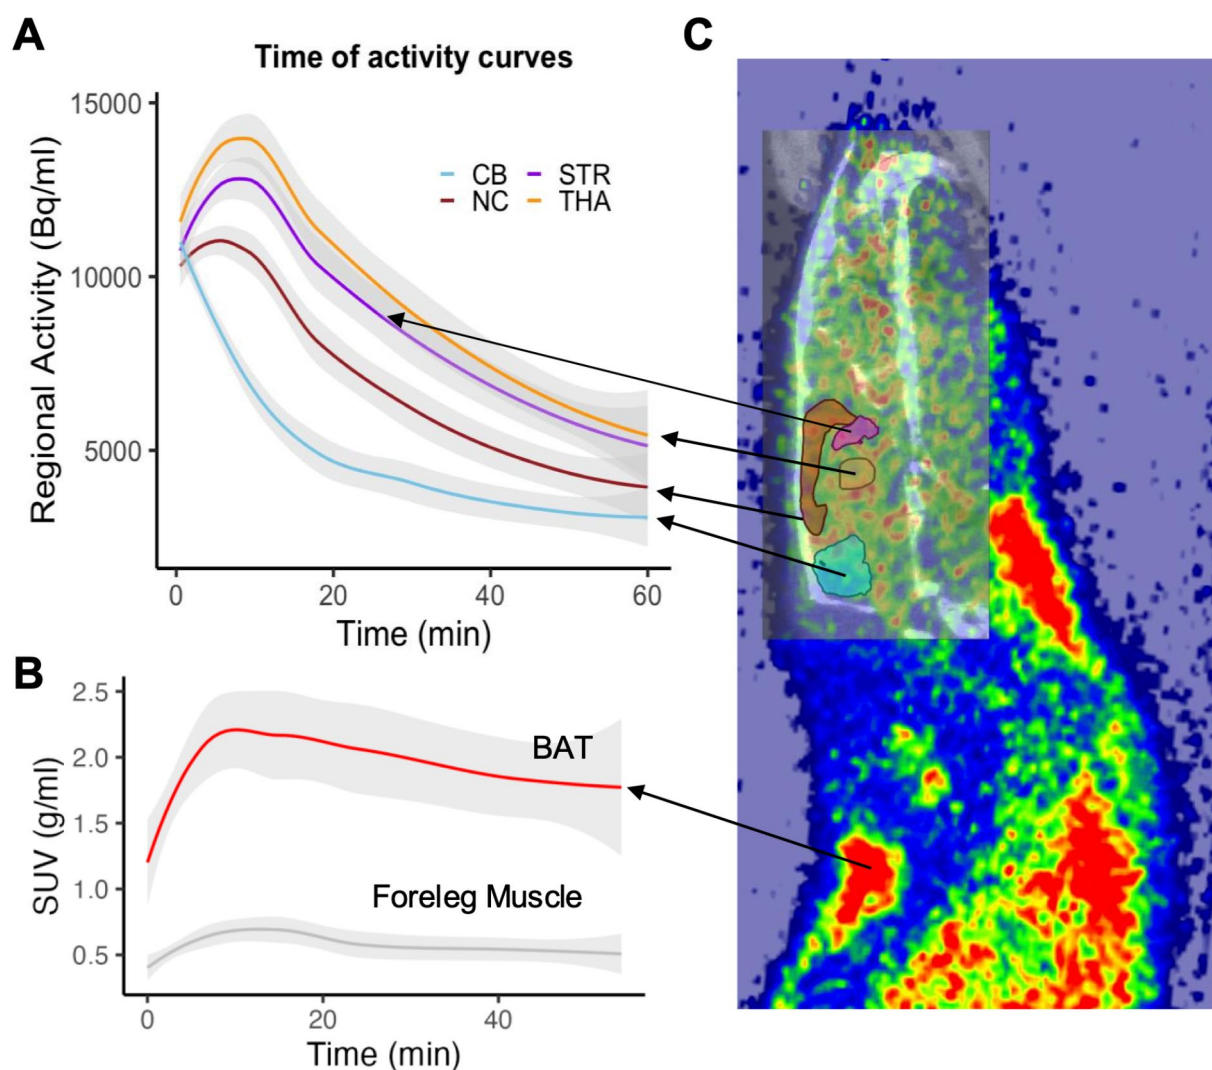 A
Time of activity curves
15000
10000
5000
Regional Activity (Bq/ml)
CB STR
NC THA
0 20 40 60
Time (min)
B
2.5
2.0
1.5
1.0
0.5
SUV (g/ml)
BAT
Foreleg Muscle
0 20 40
Time (min)
C